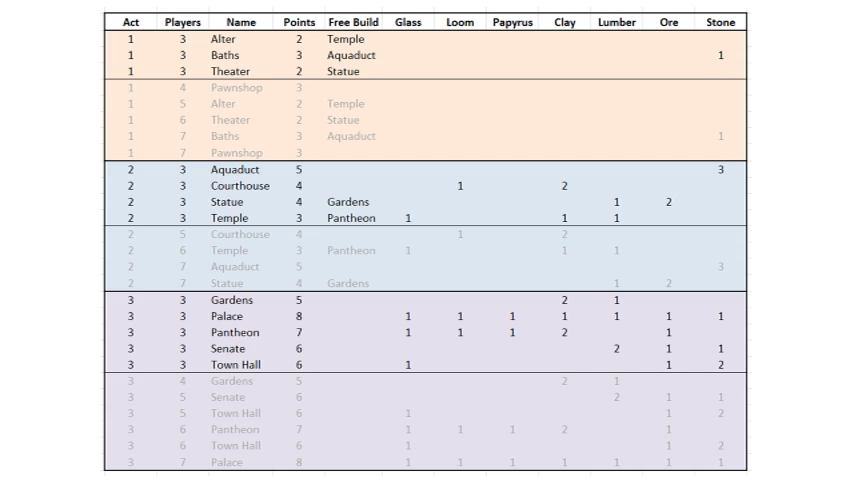 Act Players Name Points Free Build Glass Loom Papyrus Clay Lumber Ore Stone
1 3 Alter 2 Temple
1 3 Baths 3 Aquaduct 1
1 3 Theater 2 Statue
1 4 Pawnshop 3
1 5 Alter 2 Temple
1 6 Theater 2 Statue
1 7 Baths 3 Aquaduct 1
1 7 Pawnshop 3
2 3 Aquaduct 5 3
2 3 Courthouse 4 1 2
2 3 Statue 4 Gardens 1 2
2 3 Temple 3 Pantheon 1 1 1
2 5 Courthouse 4 1 2
2 6 Temple 3 Pantheon 1 1 1
2 7 Aquaduct 5 3
2 7 Statue 4 Gardens 1 2
3 3 Gardens 5 2 1
3 3 Palace 8 1 1 1 1 1 1 1
3 3 Pantheon 7 1 1 1 2 1
3 3 Senate 6 2 1 1
3 3 Town Hall 6 1 1 2
3 4 Gardens 5 2 1
3 5 Senate 6 2 1 1
3 5 Town Hall 6 1 1 2
3 6 Pantheon 7 1 1 1 2 1
3 6 Town Hall 6 1 1 2
3 7 Palace 8 1 1 1 1 1 1 1